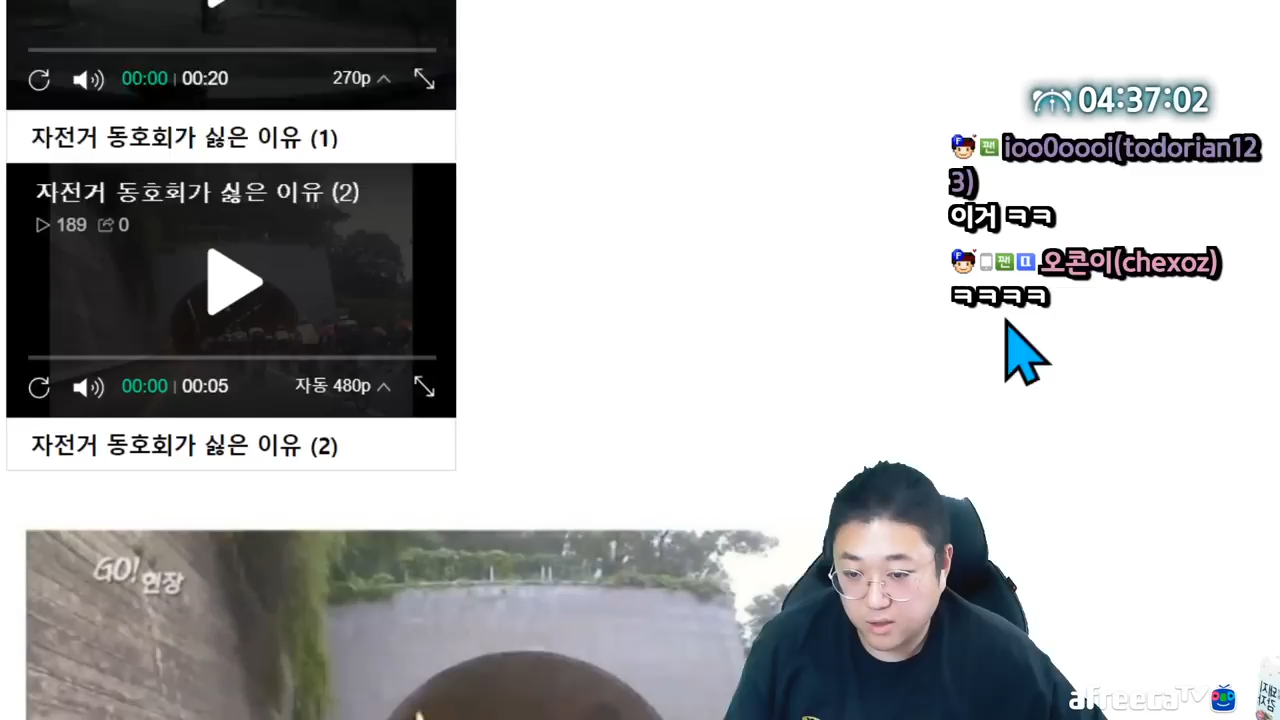 00:00 00:20 270p
자전거 동호회가 싫은 이유 (1)
자전거 동호회가 싫은 이유 (2)
189 0
00:00 00:05 자동 480p
자전거 동호회가 싫은 이유 (2)
GO! 현장
04:37:02
팬 ioo0oooi(todorian12
3)
이거 ㅋㅋ
팬 오콘이(chexoz)
ㅋㅋㅋㅋ
afreecaTV